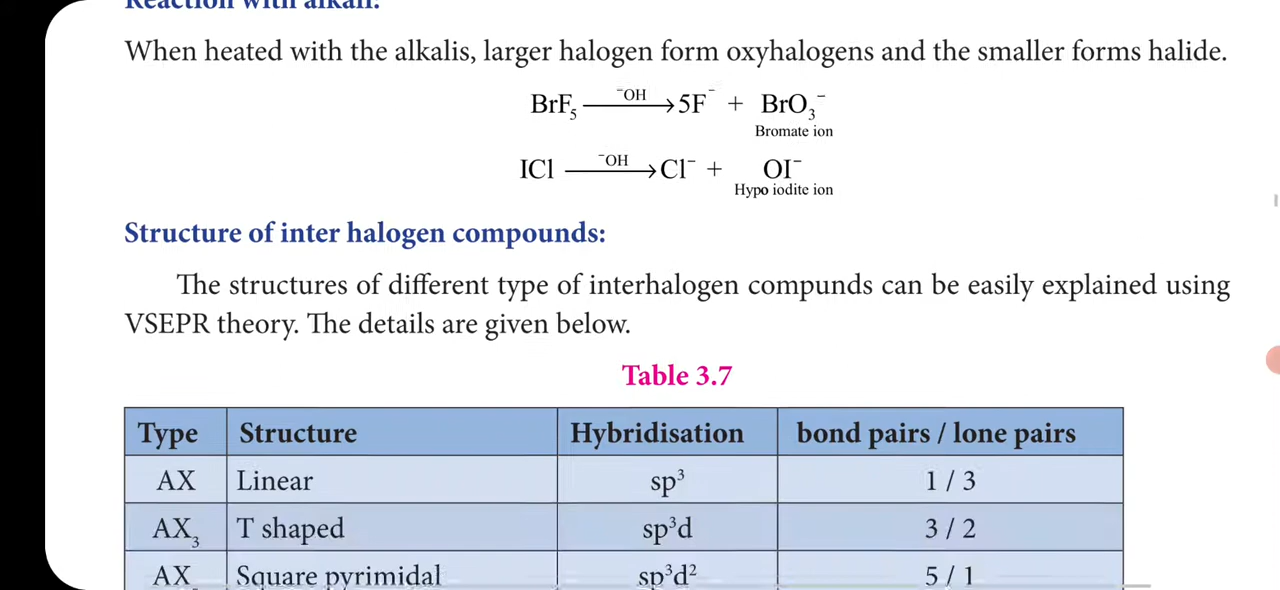 Reaction with alkali:
When heated with the alkalis, larger halogen form oxyhalogens and the smaller forms halide.
BrF₅ —⁻OH→ 5F⁻ + BrO₃⁻
Bromate ion
ICl —⁻OH→ Cl⁻ + OI⁻
Hypo iodite ion
Structure of inter halogen compounds:
The structures of different type of interhalogen compunds can be easily explained using
VSEPR theory. The details are given below.
Table 3.7
Type Structure Hybridisation bond pairs / lone pairs
AX Linear sp³ 1 / 3
AX₃ T shaped sp³d 3 / 2
AX Square pyrimidal sp³d² 5 / 1